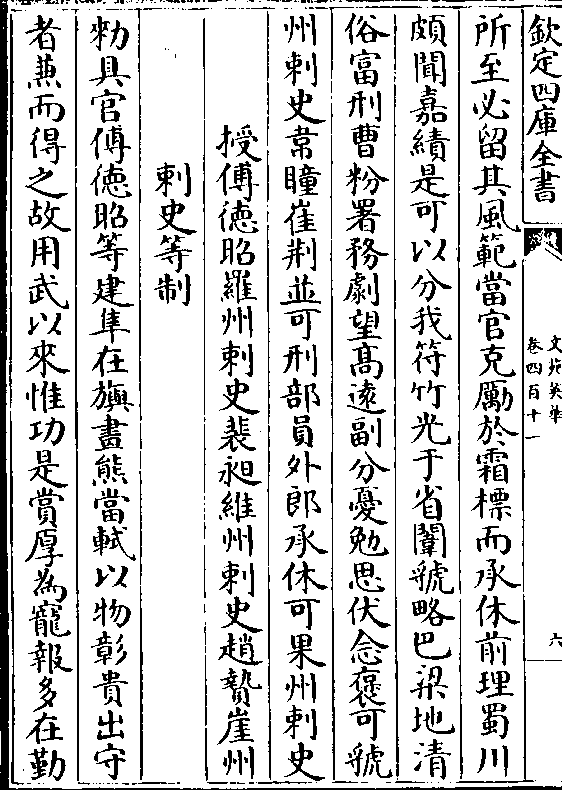 欽定四庫全書
文苑英華
卷四百十一
六
所至必留其風範當官克勵於霜標而承休前理蜀川
頗聞嘉績是可以分我符竹光于省闈虢略巴梁地清
俗富刑曹粉署務劇望髙逺副分憂勉思伏念褒可虢
州刺史常瞳崔荆並可刑部員外郎承休可果州刺史
授傅徳昭羅州刺史裴昶維州刺史趙贄崖州
刺史等制
勑具官傅徳昭等建隼在旟畫熊當軾以物彰貴出守
者蕪而得之故用武以來惟功是賞厚為寵報多在勤